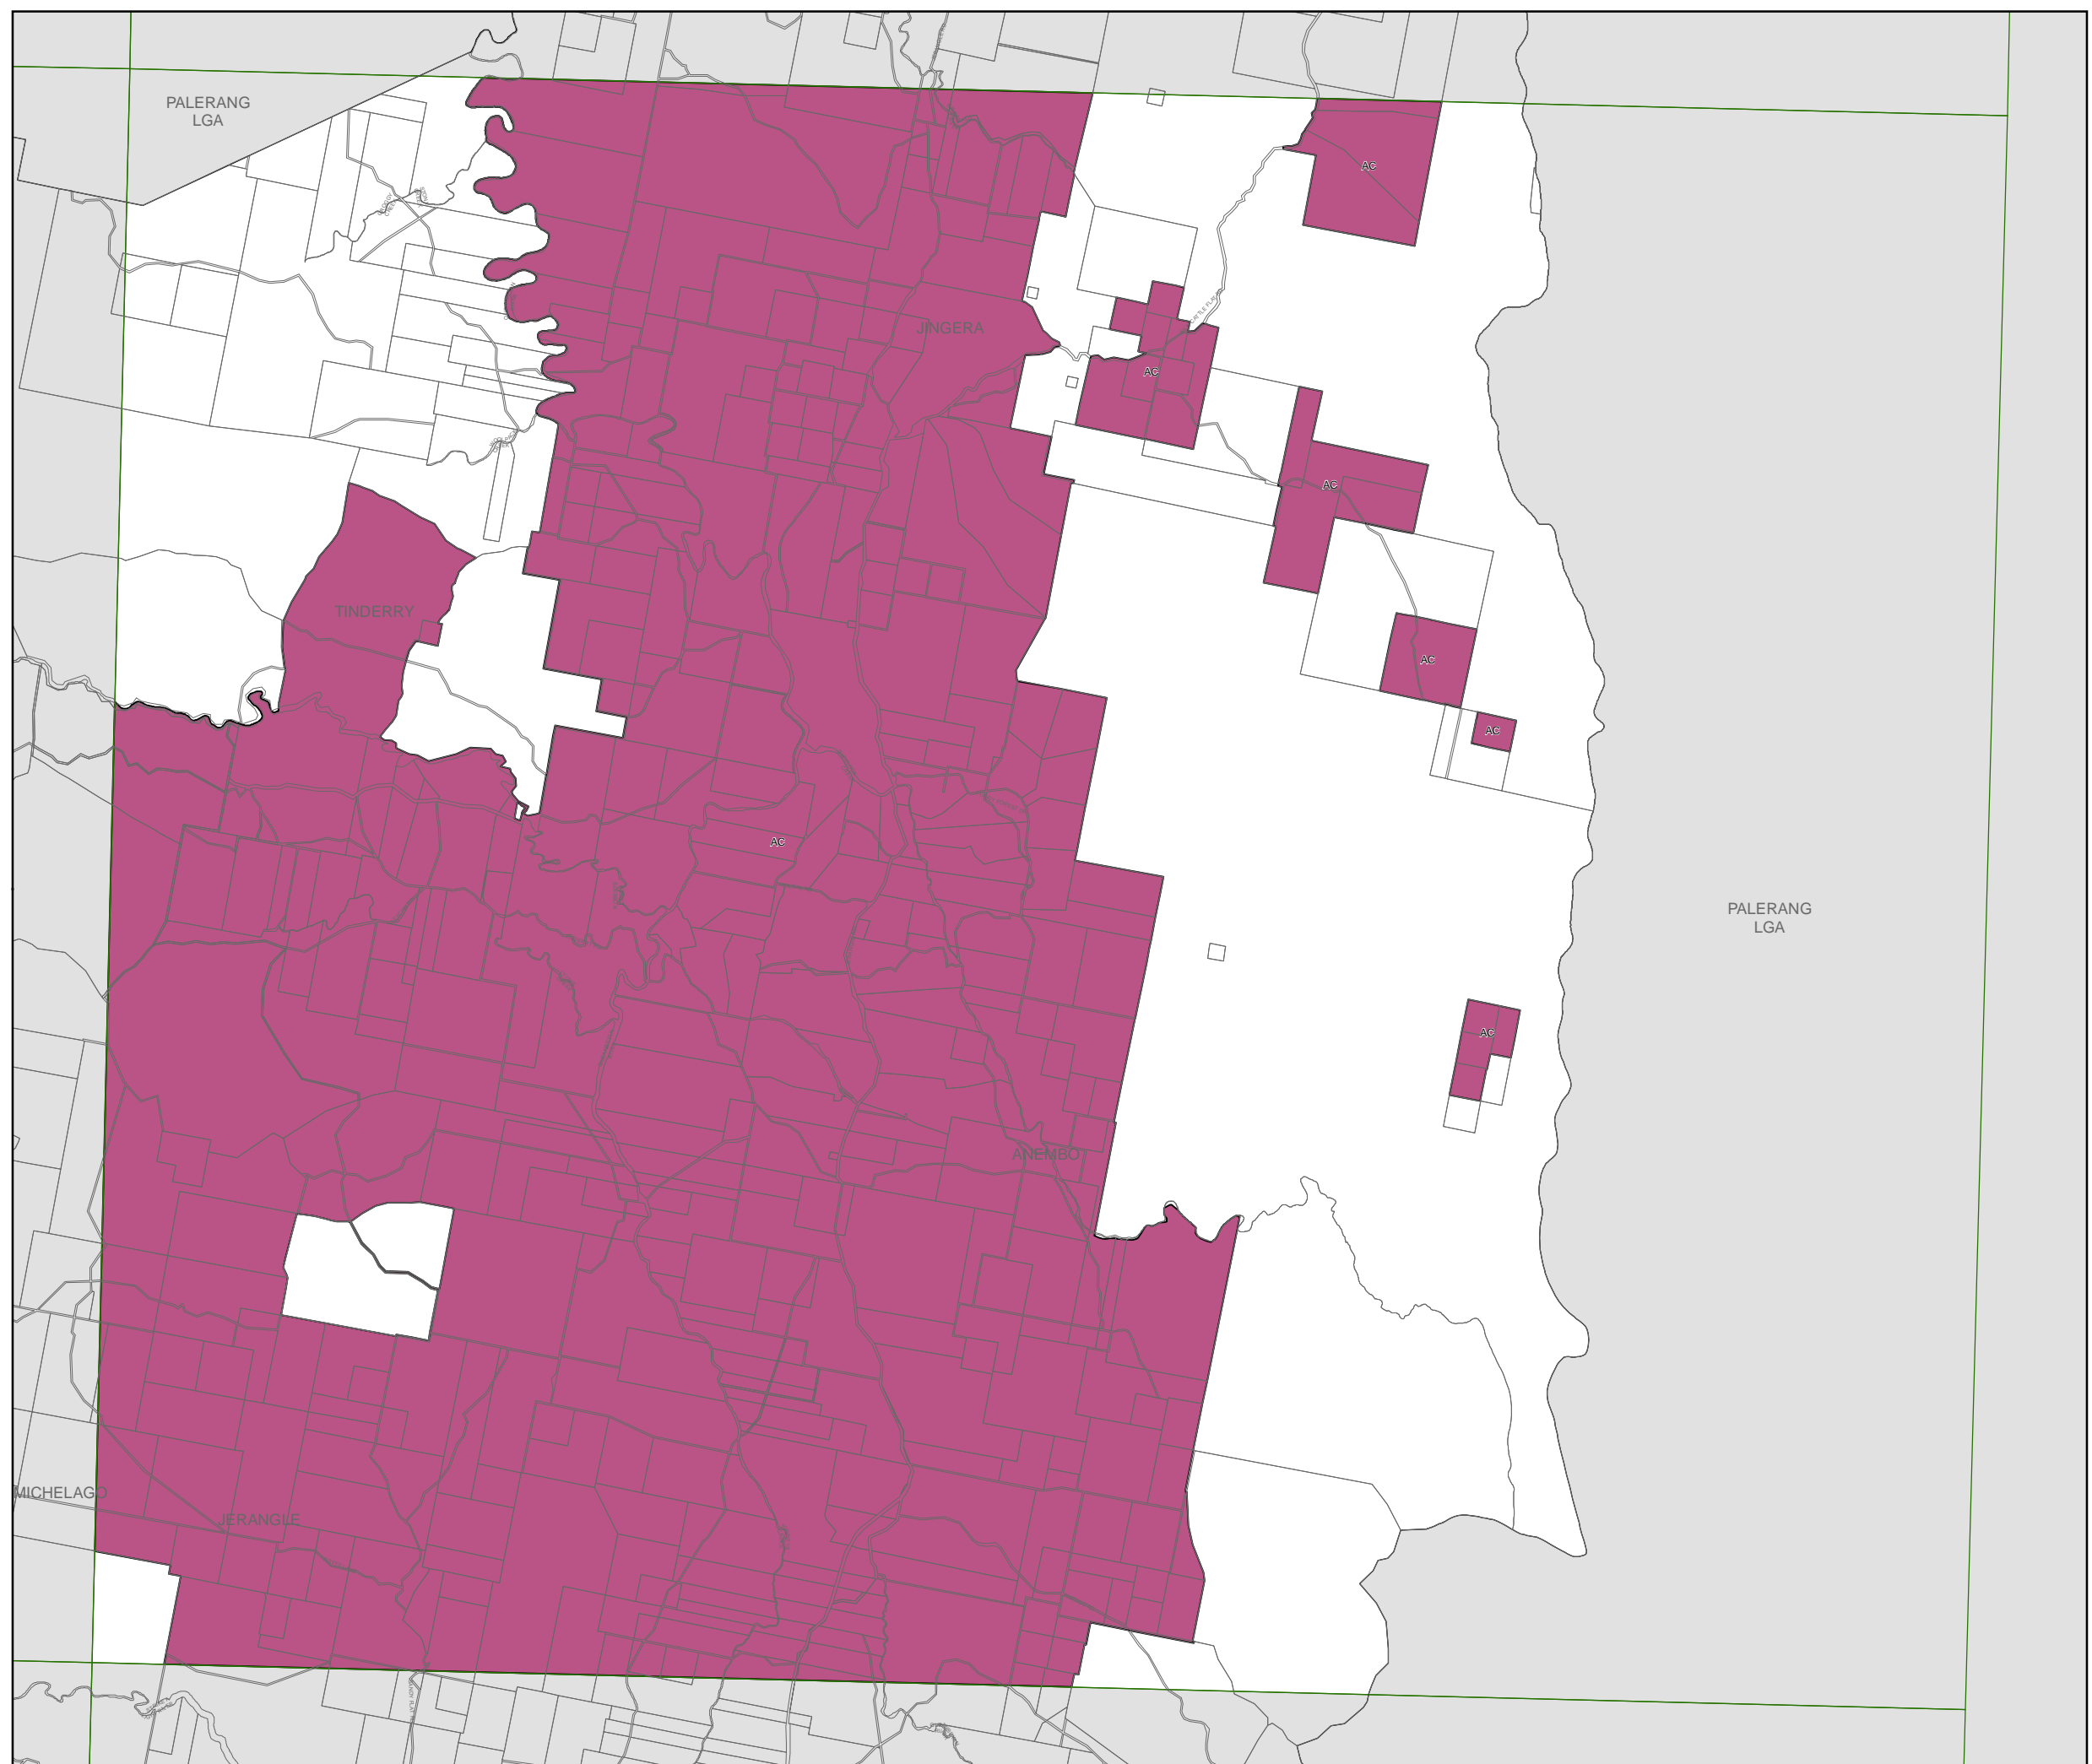 PALERANG
LGA
AC
JINGERA
AC
AC
TINDERRY
AC
AC
AC
PALERANG
LGA
AC
ANEMBO
MICHELAGO
JERANGLE